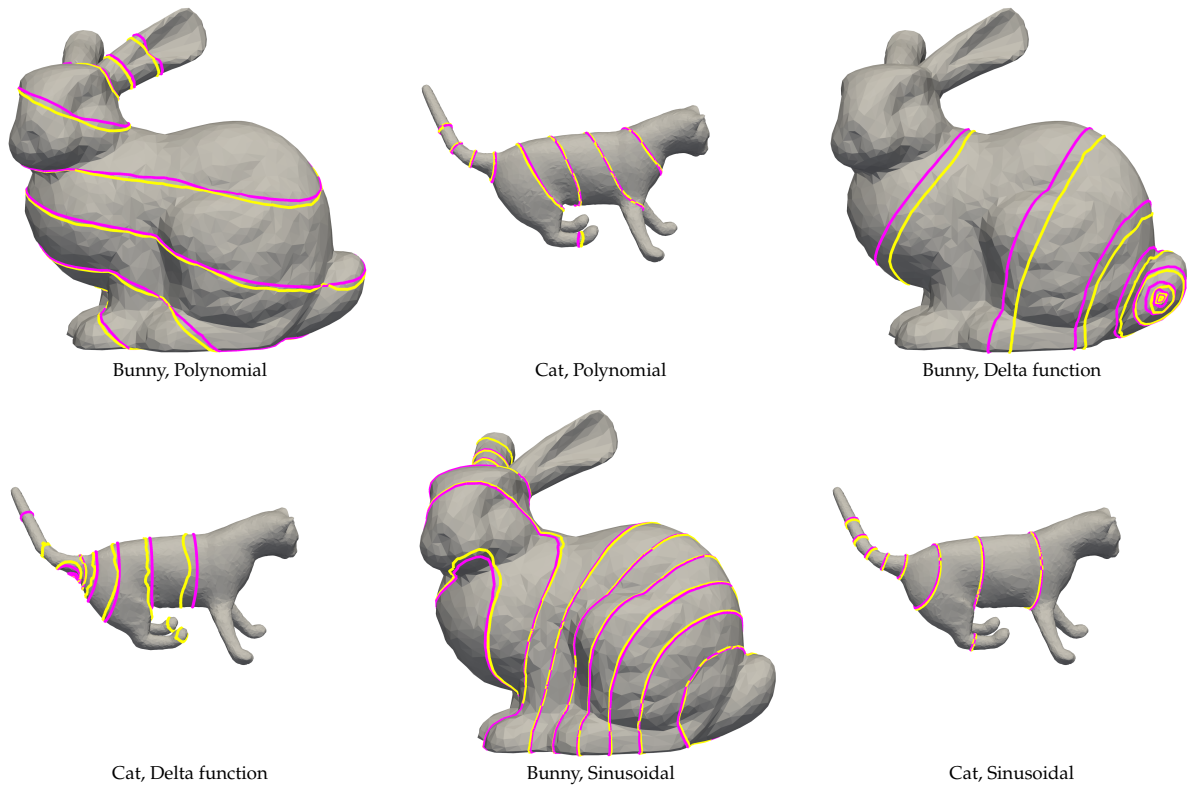 Bunny, Polynomial
Cat, Polynomial
Bunny, Delta function
Cat, Delta function
Bunny, Sinusoidal
Cat, Sinusoidal